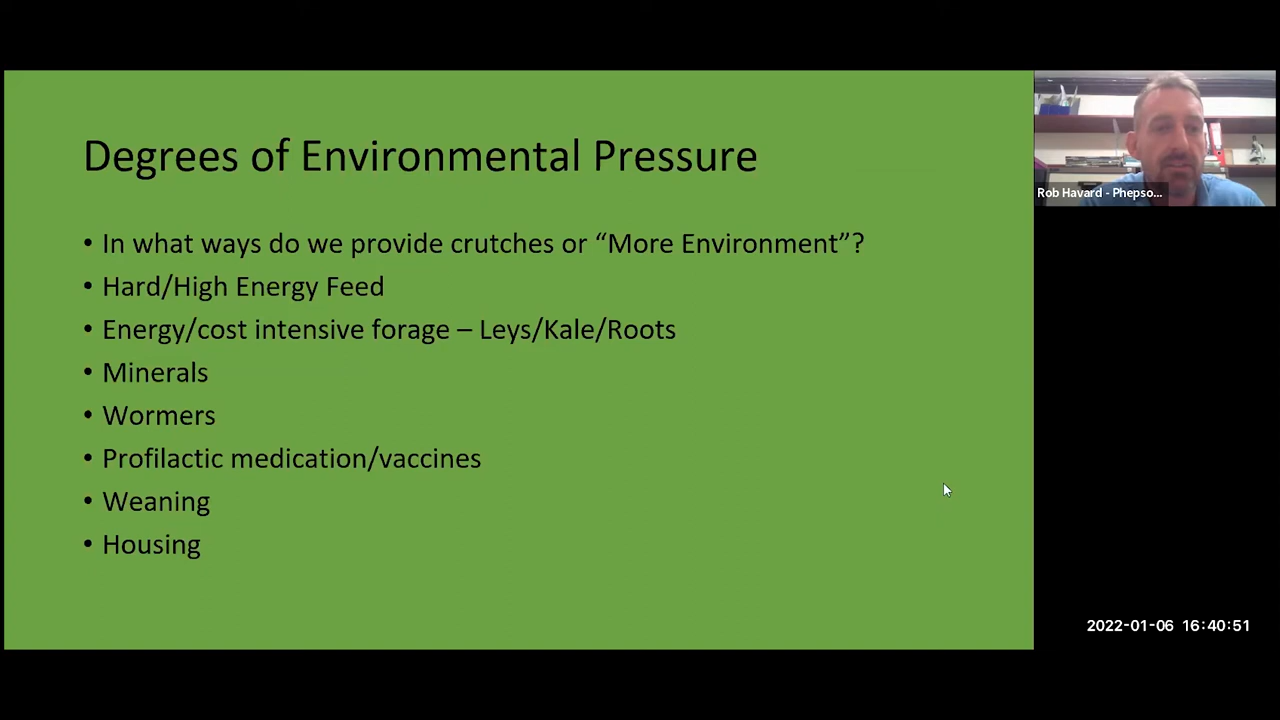 Degrees of Environmental Pressure
• In what ways do we provide crutches or “More Environment”?
• Hard/High Energy Feed
• Energy/cost intensive forage – Leys/Kale/Roots
• Minerals
• Wormers
• Profilactic medication/vaccines
• Weaning
• Housing
Rob Havard - Phepso...
2022-01-06 16:40:51